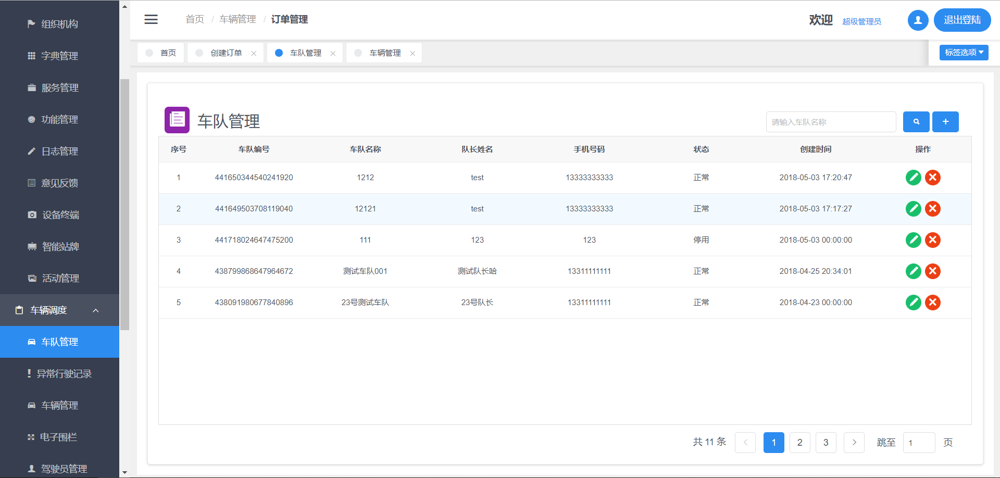 组织机构
字典管理
服务管理
功能管理
日志管理
意见反馈
设备终端
智能站牌
活动管理
车辆调度
车队管理
异常行驶记录
车辆管理
电子围栏
驾驶员管理
首页 / 车辆管理 / 订单管理
欢迎 超级管理员 退出登陆
首页 创建订单 车队管理 车辆管理 标签选项
车队管理 请输入车队名称
序号 车队编号 车队名称 队长姓名 手机号码 状态 创建时间 操作
1 441650344540241920 1212 test 13333333333 正常 2018-05-03 17:20:47
2 441649503708119040 12121 test 13333333333 正常 2018-05-03 17:17:27
3 441718024647475200 111 123 123 停用 2018-05-03 00:00:00
4 438799868647964672 测试车队001 测试队长哈 13311111111 正常 2018-04-25 20:34:01
5 438091980677840896 23号测试车队 23号队长 13311111111 正常 2018-04-23 00:00:00
共 11 条 1 2 3 跳至 1 页